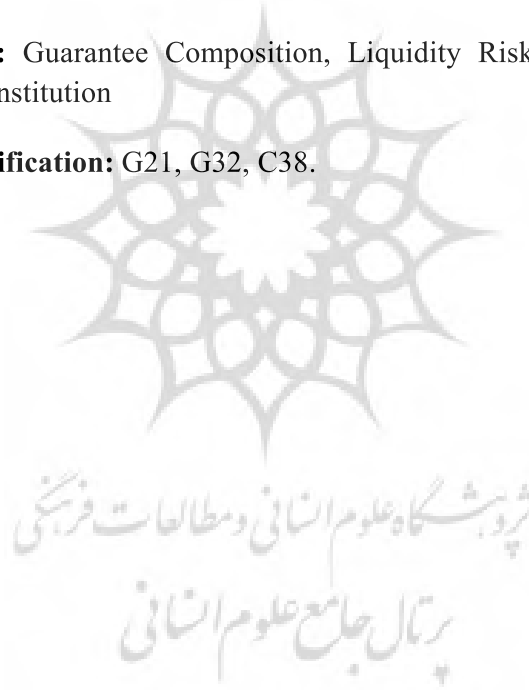 : Guarantee Composition, Liquidity Risk
nstitution
ification: G21, G32, C38.
پژوهشگاه علوم انسانی و مطالعات فرهنگی
پرتال جامع علوم انسانی